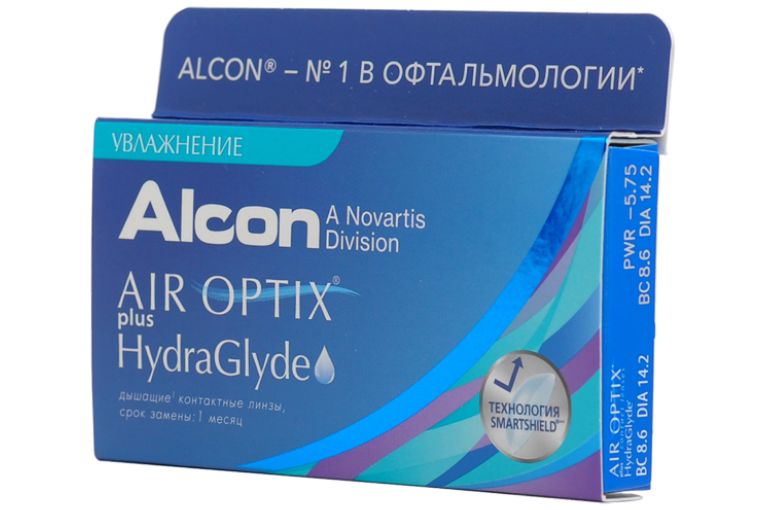 ALCON® – № 1 В ОФТАЛЬМОЛОГИИ*
УВЛАЖНЕНИЕ
Alcon
A Novartis
Division
AIR OPTIX®
plus
HydraGlyde
дышащие¹ контактные линзы,
срок замены: 1 месяц
ТЕХНОЛОГИЯ
SMARTSHIELD
PWR –5.75
BC 8.6 DIA 14.2
AIR OPTIX
plus
HydraGlyde
BC 8.6 DIA 14.2